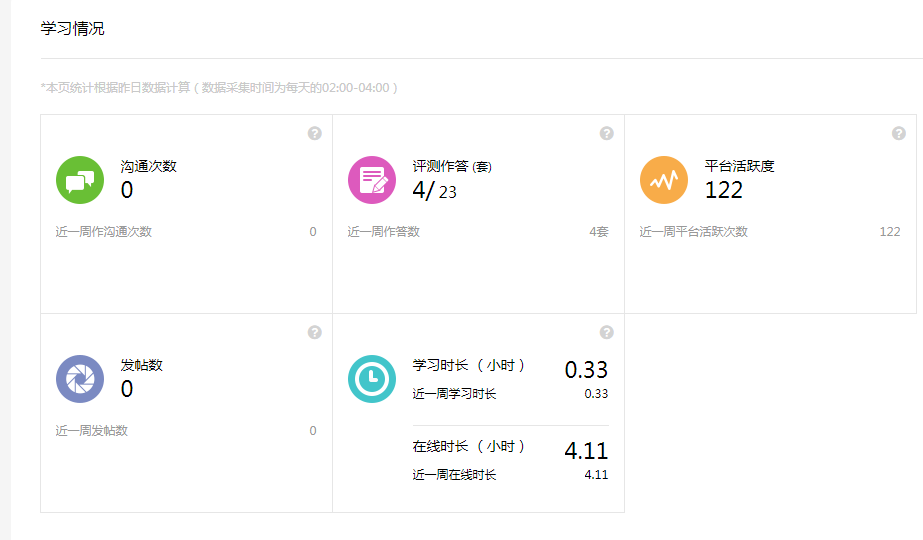 学习情况
*本页统计根据昨日数据计算（数据采集时间为每天的02:00-04:00）
沟通次数
0
近一周作沟通次数 0
评测作答 (套)
4/ 23
近一周作答数 4套
平台活跃度
122
近一周平台活跃次数 122
发帖数
0
近一周发帖数 0
学习时长 （小时） 0.33
近一周学习时长 0.33
在线时长 （小时） 4.11
近一周在线时长 4.11